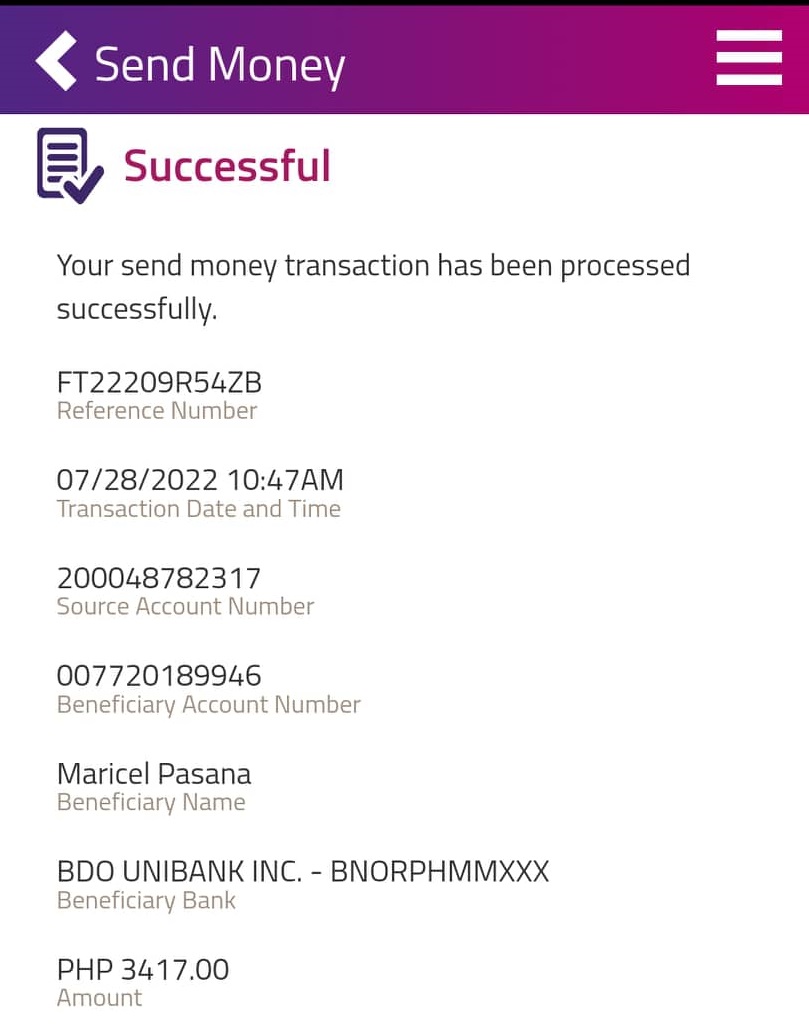 Send Money
Successful
Your send money transaction has been processed
successfully.
FT22209R54ZB
Reference Number
07/28/2022 10:47AM
Transaction Date and Time
200048782317
Source Account Number
007720189946
Beneficiary Account Number
Maricel Pasana
Beneficiary Name
BDO UNIBANK INC. - BNORPHMMXXX
Beneficiary Bank
PHP 3417.00
Amount